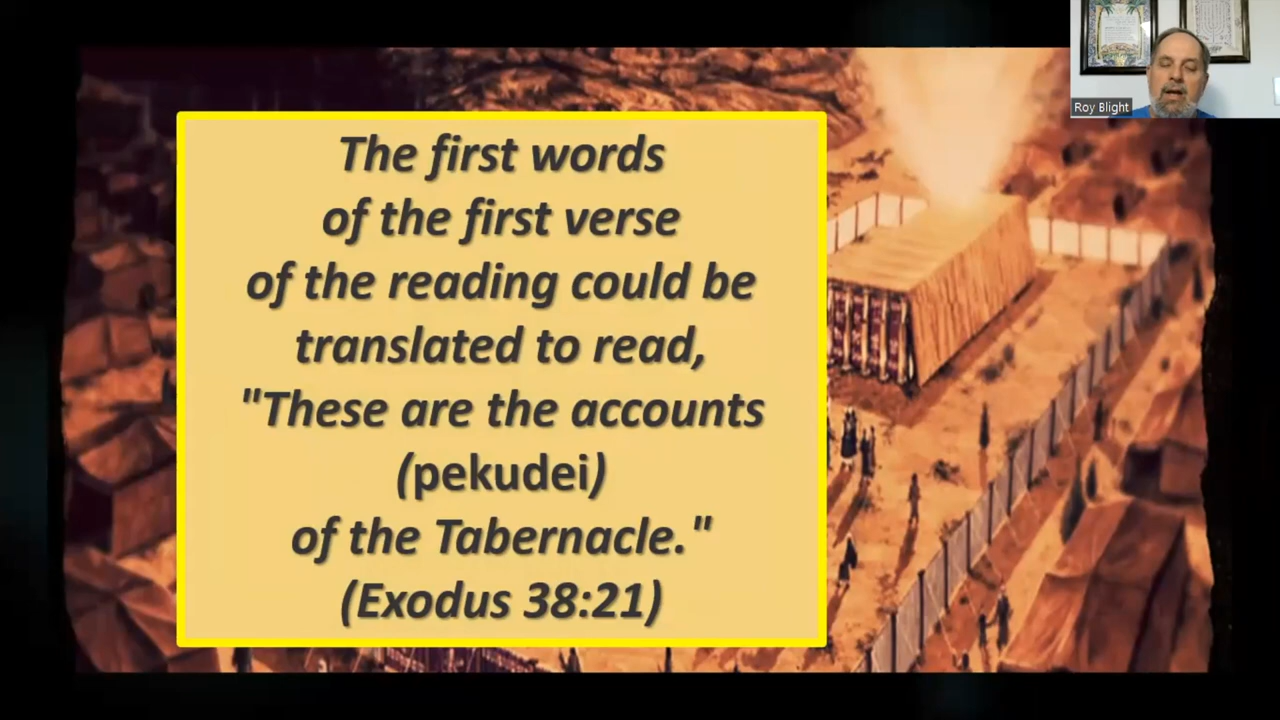 The first words
of the first verse
of the reading could be
translated to read,
"These are the accounts
(pekudei)
of the Tabernacle."
(Exodus 38:21)
Roy Blight